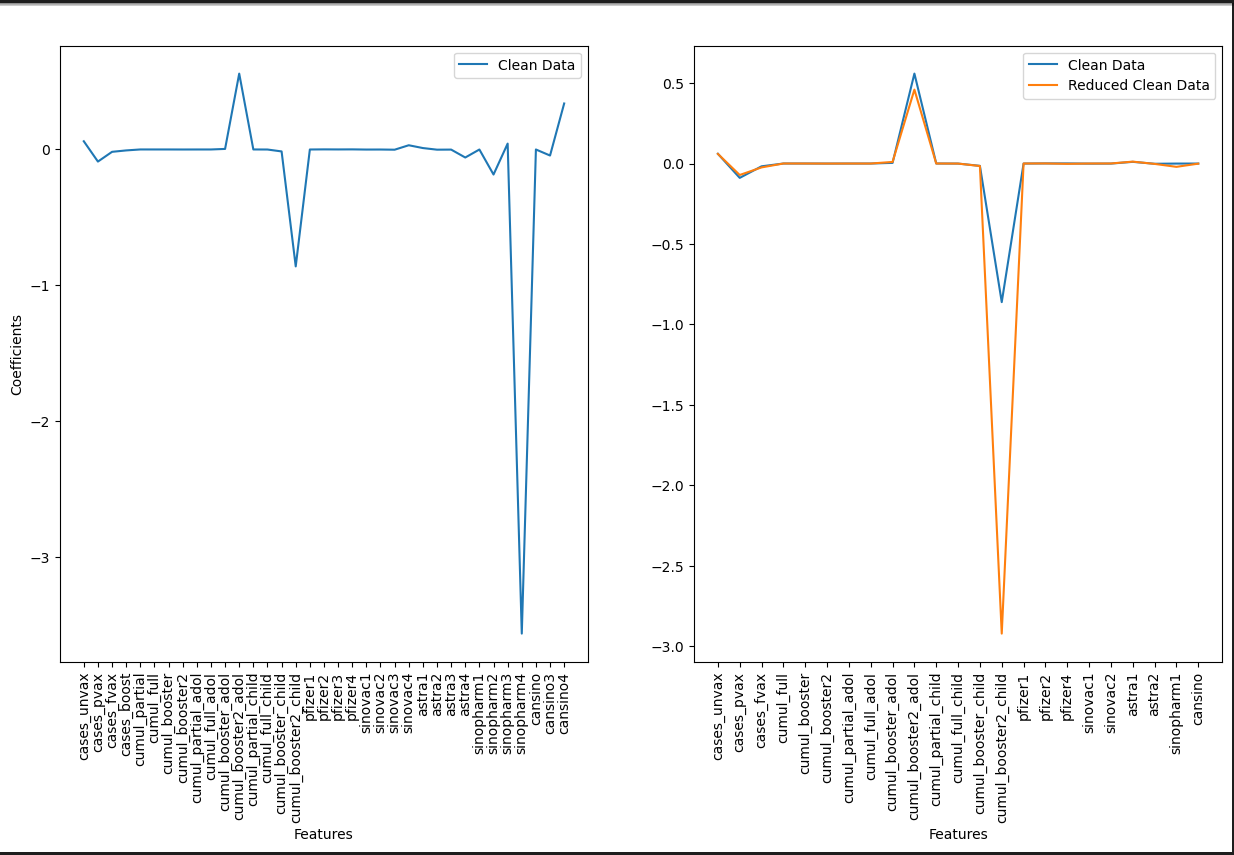 Clean Data
0
−1
−2
−3
Coefficients
cases_unvax
cases_pvax
cases_fvax
cases_boost
cumul_partial
cumul_full
cumul_booster
cumul_booster2
cumul_partial_adol
cumul_full_adol
cumul_booster_adol
cumul_booster2_adol
cumul_partial_child
cumul_full_child
cumul_booster_child
cumul_booster2_child
pfizer1
pfizer2
pfizer3
pfizer4
sinovac1
sinovac2
sinovac3
sinovac4
astra1
astra2
astra3
astra4
sinopharm1
sinopharm2
sinopharm3
sinopharm4
cansino
cansino3
cansino4
Features
Clean Data
Reduced Clean Data
0.5
0.0
−0.5
−1.0
−1.5
−2.0
−2.5
−3.0
cases_unvax
cases_pvax
cases_fvax
cumul_full
cumul_booster
cumul_booster2
cumul_partial_adol
cumul_full_adol
cumul_booster_adol
cumul_booster2_adol
cumul_partial_child
cumul_full_child
cumul_booster_child
cumul_booster2_child
pfizer1
pfizer2
pfizer4
sinovac1
sinovac2
astra1
astra2
sinopharm1
cansino
Features